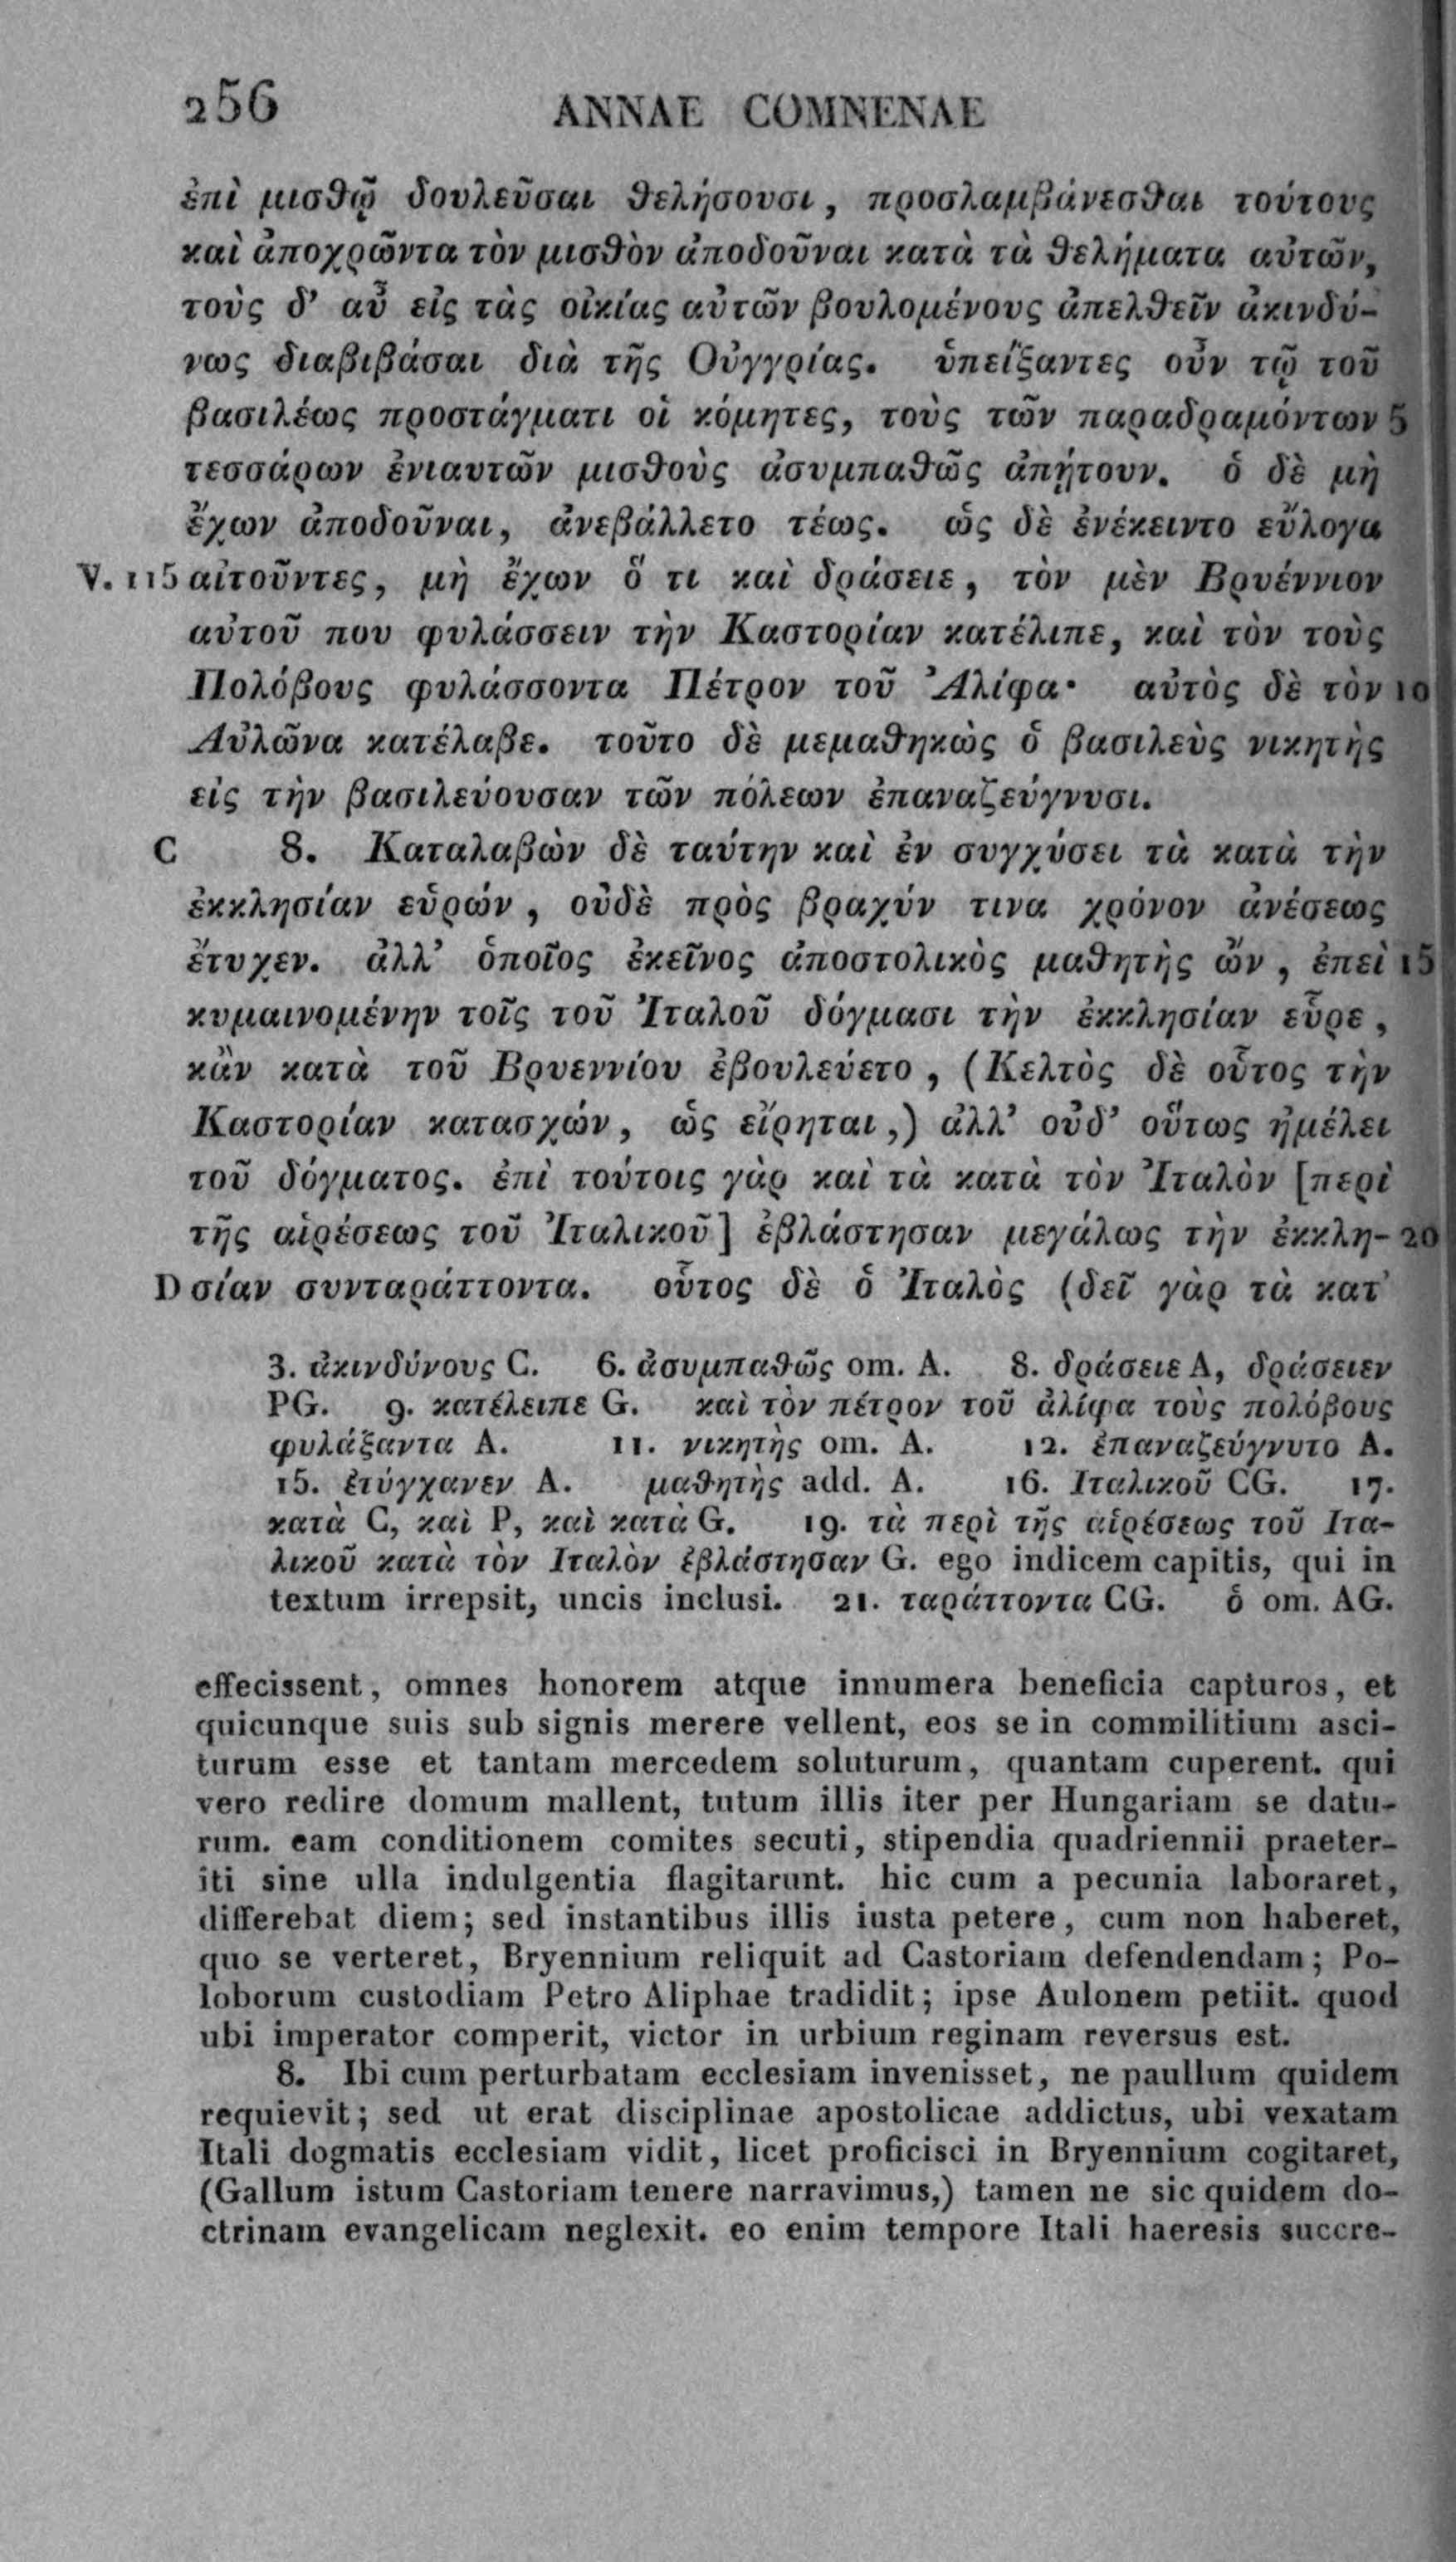 256 ANNAE COMNENAE
ἐπὶ μισθῷ δουλεῦσαι θελήσουσι, προσλαμβάνεσθαι τούτους
καὶ ἀποχρῶντα τὸν μισθὸν ἀποδοῦναι κατὰ τὰ θελήματα αὐτῶν,
τοὺς δ’ αὖ εἰς τὰς οἰκίας αὐτῶν βουλομένους ἀπελθεῖν ἀκινδύ-
νως διαβιβάσαι διὰ τῆς Οὐγγρίας. ὑπείξαντες οὖν τῷ τοῦ
βασιλέως προστάγματι οἱ κόμητες, τοὺς τῶν παραδραμόντων 5
τεσσάρων ἐνιαυτῶν μισθοὺς ἀσυμπαθῶς ἀπῄτουν. ὁ δὲ μὴ
ἔχων ἀποδοῦναι, ἀνεβάλλετο τέως. ὡς δὲ ἐνέκειντο εὔλογα
V. 115 αἰτοῦντες, μὴ ἔχων ὅ τι καὶ δράσειε, τὸν μὲν Βρυέννιον
αὐτοῦ που φυλάσσειν τὴν Καστορίαν κατέλιπε, καὶ τὸν τοὺς
Πολόβους φυλάσσοντα Πέτρον τοῦ Ἀλίφα· αὐτὸς δὲ τὸν 10
Αὐλῶνα κατέλαβε. τοῦτο δὲ μεμαθηκὼς ὁ βασιλεὺς νικητὴς
εἰς τὴν βασιλεύουσαν τῶν πόλεων ἐπαναζεύγνυσι.
C 8. Καταλαβὼν δὲ ταύτην καὶ ἐν συγχύσει τὰ κατὰ τὴν
ἐκκλησίαν εὑρών, οὐδὲ πρὸς βραχύν τινα χρόνον ἀνέσεως
ἔτυχεν. ἀλλ’ ὁποῖος ἐκεῖνος ἀποστολικὸς μαθητὴς ὤν, ἐπεὶ 15
κυμαινομένην τοῖς τοῦ Ἰταλοῦ δόγμασι τὴν ἐκκλησίαν εὗρε,
κἂν κατὰ τοῦ Βρυεννίου ἐβουλεύετο, (Κελτὸς δὲ οὗτος τὴν
Καστορίαν κατασχών, ὡς εἴρηται,) ἀλλ’ οὐδ’ οὕτως ἠμέλει
τοῦ δόγματος. ἐπὶ τούτοις γὰρ καὶ τὰ κατὰ τὸν Ἰταλὸν [περὶ
τῆς αἱρέσεως τοῦ Ἰταλικοῦ] ἐβλάστησαν μεγάλως τὴν ἐκκλη- 20
D σίαν συνταράττοντα. οὗτος δὲ ὁ Ἰταλὸς (δεῖ γὰρ τὰ κατ’
3. ἀκινδύνους C. 6. ἀσυμπαθῶς om. A. 8. δράσειε A, δράσειεν
PG. 9. κατέλειπε G. καὶ τὸν πέτρον τοῦ ἀλίφα τοὺς πολόβους
φυλάξαντα A. 11. νικητὴς om. A. 12. ἐπαναζεύγνυτο A.
15. ἐτύγχανεν A. μαθητὴς add. A. 16. Ἰταλικοῦ CG. 17.
κατὰ C, καὶ P, καὶ κατὰ G. 19. τὰ περὶ τῆς αἱρέσεως τοῦ Ἰτα-
λικοῦ κατὰ τὸν Ἰταλὸν ἐβλάστησαν G. ego indicem capitis, qui in
textum irrepsit, uncis inclusi. 21. ταράττοντα CG. ὁ om. AG.
effecissent, omnes honorem atque innumera beneficia capturos, et
quicunque suis sub signis merere vellent, eos se in commilitium asci-
turum esse et tantam mercedem soluturum, quantam cuperent. qui
vero redire domum mallent, tutum illis iter per Hungariam se datu-
rum. eam conditionem comites secuti, stipendia quadriennii praeter-
iti sine ulla indulgentia flagitarunt. hic cum a pecunia laboraret,
differebat diem; sed instantibus illis iusta petere, cum non haberet,
quo se verteret, Bryennium reliquit ad Castoriam defendendam; Po-
loborum custodiam Petro Aliphae tradidit; ipse Aulonem petiit. quod
ubi imperator comperit, victor in urbium reginam reversus est.
8. Ibi cum perturbatam ecclesiam invenisset, ne paullum quidem
requievit; sed ut erat disciplinae apostolicae addictus, ubi vexatam
Itali dogmatis ecclesiam vidit, licet proficisci in Bryennium cogitaret,
(Gallum istum Castoriam tenere narravimus,) tamen ne sic quidem do-
ctrinam evangelicam neglexit. eo enim tempore Itali haeresis succre-